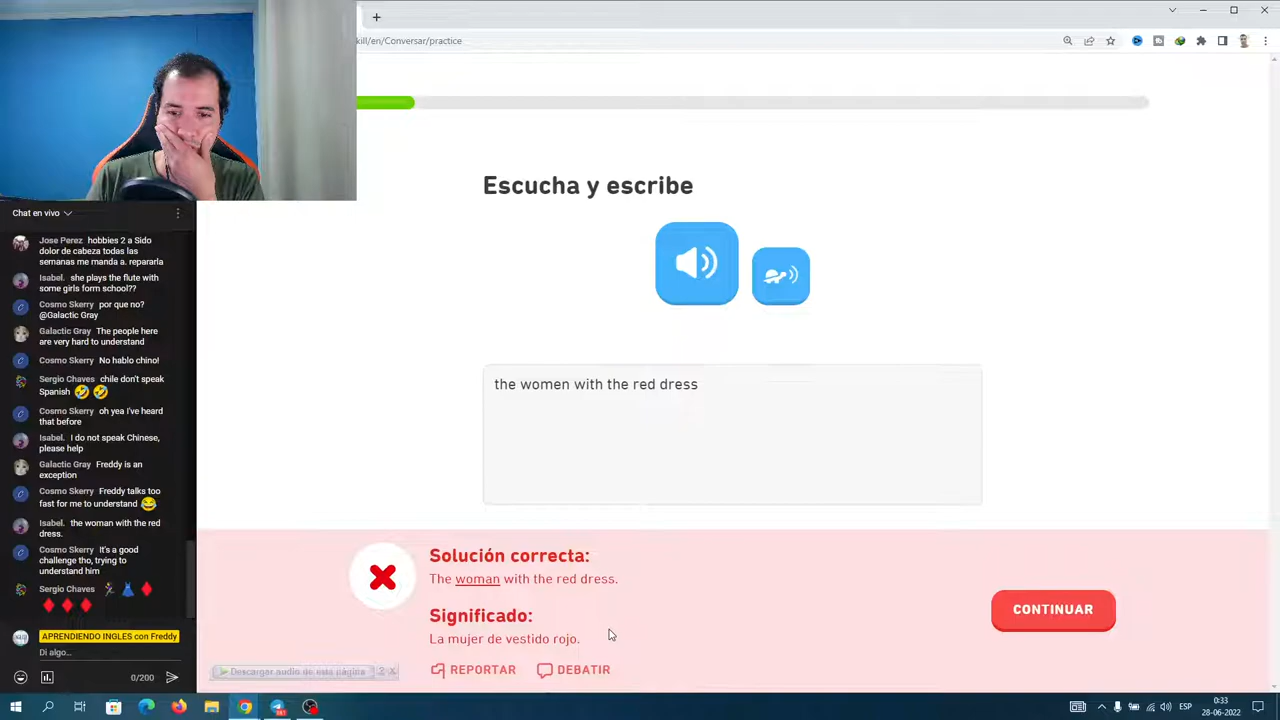 kill/en/Conversar/practice
Escucha y escribe
the women with the red dress
Solución correcta:
The woman with the red dress.
Significado:
La mujer de vestido rojo.
REPORTAR
DEBATIR
CONTINUAR
Chat en vivo
Jose Perez hobbies 2 a Sido
dolor de cabeza todas las
semanas me manda a. repararla
Isabel. she plays the flute with
some girls form school??
Cosmo Skerry por que no?
@Galactic Gray
Galactic Gray The people here
are very hard to understand
Cosmo Skerry No hablo chino!
Sergio Chaves chile don't speak
Spanish 🤣 🤣
Cosmo Skerry oh yea I've heard
that before
Isabel. I do not speak Chinese,
please help
Galactic Gray Freddy is an
exception
Cosmo Skerry Freddy talks too
fast for me to understand 😂
Isabel. the woman with the red
dress.
Cosmo Skerry It's a good
challenge tho, trying to
understand him
Sergio Chaves 💃 👗 ♦️
♦️ ♦️ ♦️
APRENDIENDO INGLES con Freddy
Di algo...
0/200
Descargar audio de esta página
? X
ESP
0:33
28-06-2022